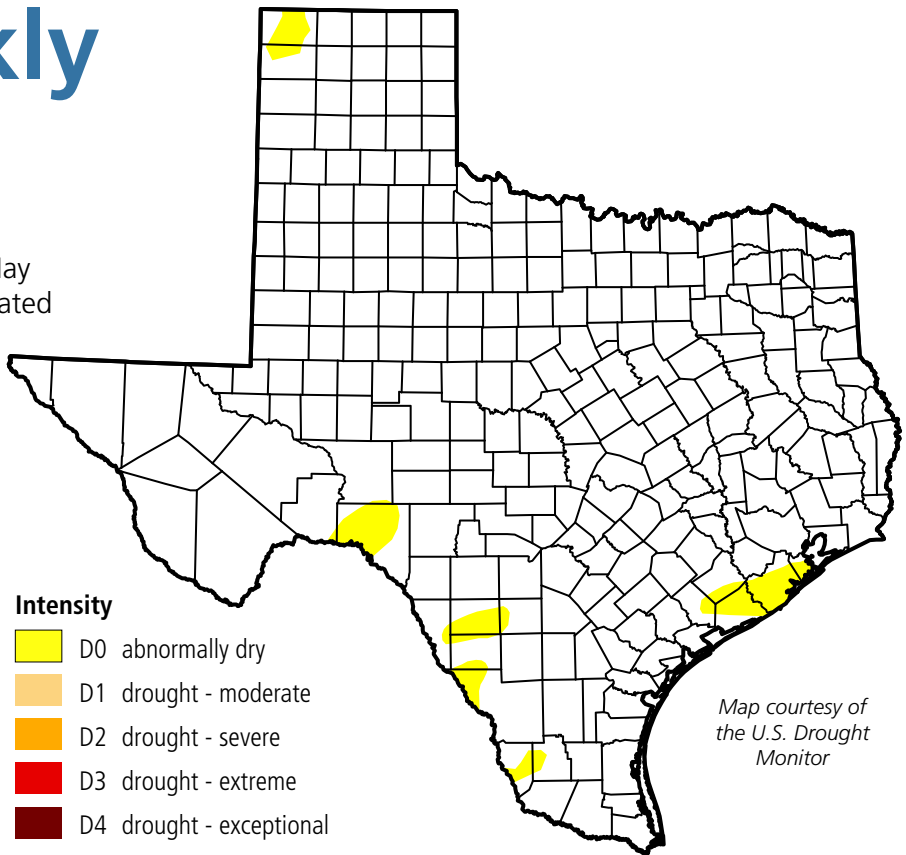 kly
lay
ated
Intensity
D0 abnormally dry
D1 drought - moderate
D2 drought - severe
D3 drought - extreme
D4 drought - exceptional
Map courtesy of
the U.S. Drought
Monitor